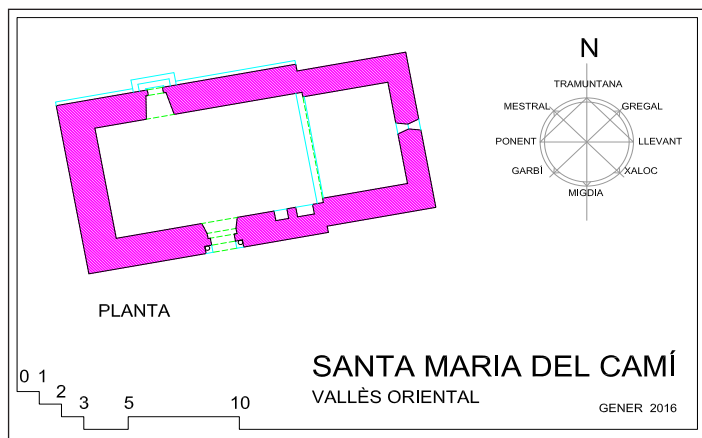 N
TRAMUNTANA
MESTRAL GREGAL
PONENT LLEVANT
GARBÌ XALOC
MIGDIA
PLANTA
0 1 2 3 5 10
SANTA MARIA DEL CAMÍ
VALLÈS ORIENTAL
GENER 2016